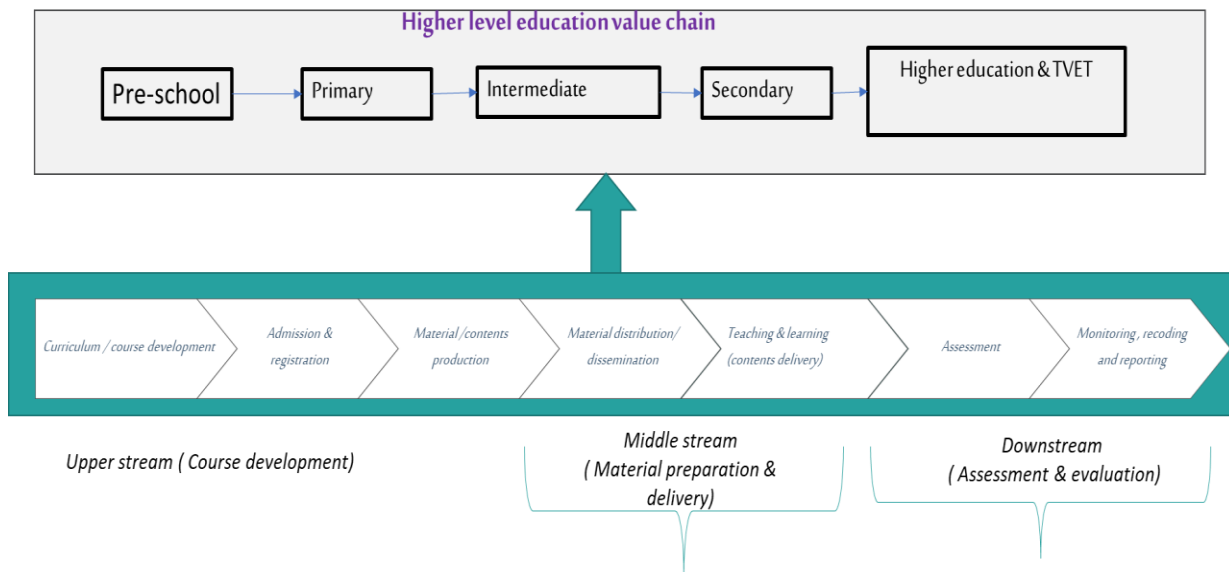 Higher level education value chain
Pre-school
Primary
Intermediate
Secondary
Higher education & TVET
Curriculum / course development
Admission &
registration
Material /contents
production
Material distribution/
dissemination
Teaching & learning
(contents delivery)
Assessment
Monitoring , recoding
and reporting
Upper stream ( Course development)
Middle stream
( Material preparation &
delivery)
Downstream
( Assessment & evaluation)